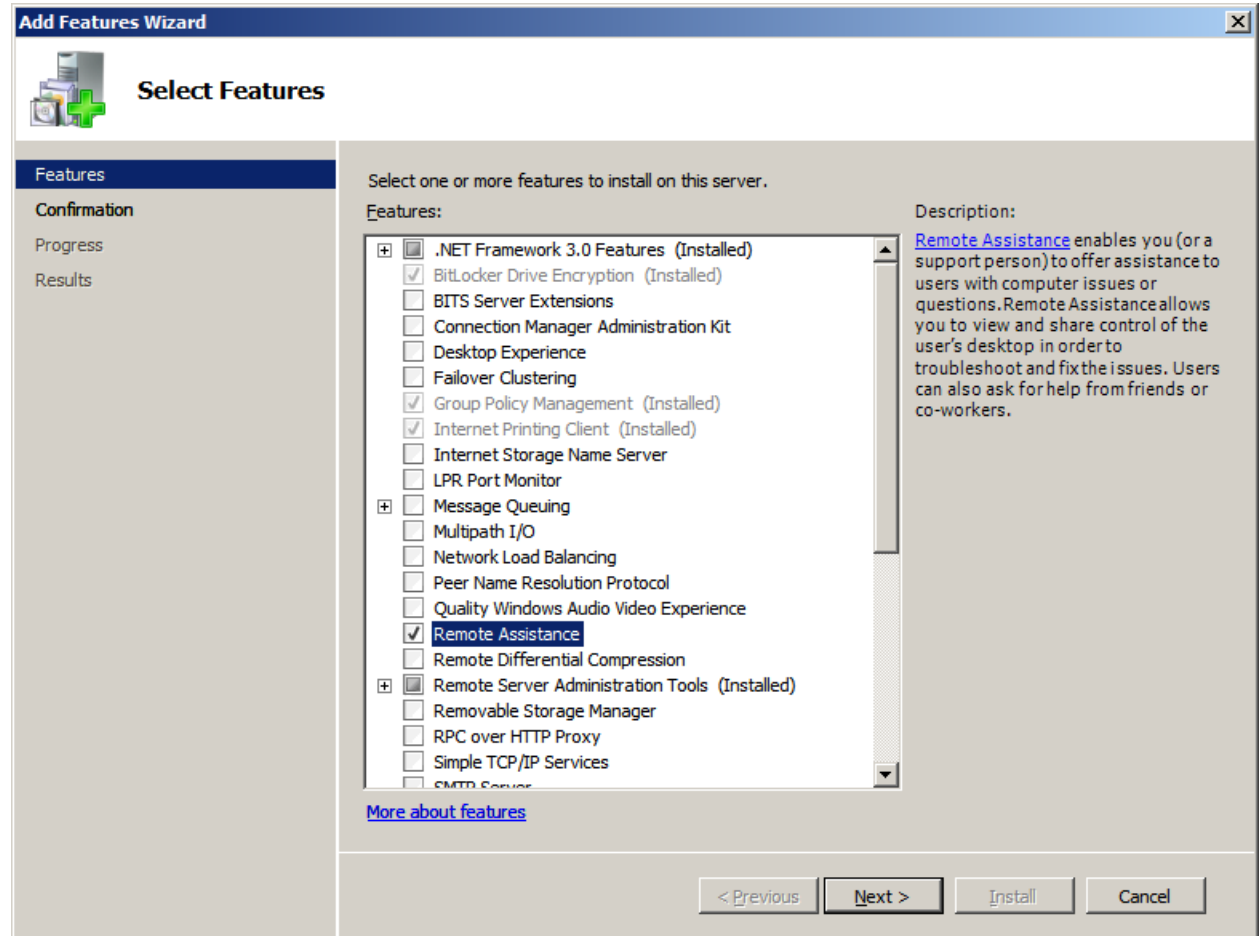 Add Features Wizard
Select Features
Features
Confirmation
Progress
Results
Select one or more features to install on this server.
Features:
.NET Framework 3.0 Features (Installed)
BitLocker Drive Encryption (Installed)
BITS Server Extensions
Connection Manager Administration Kit
Desktop Experience
Failover Clustering
Group Policy Management (Installed)
Internet Printing Client (Installed)
Internet Storage Name Server
LPR Port Monitor
Message Queuing
Multipath I/O
Network Load Balancing
Peer Name Resolution Protocol
Quality Windows Audio Video Experience
Remote Assistance
Remote Differential Compression
Remote Server Administration Tools (Installed)
Removable Storage Manager
RPC over HTTP Proxy
Simple TCP/IP Services
SMTP Server
More about features
Description:
Remote Assistance enables you (or a
support person) to offer assistance to
users with computer issues or
questions. Remote Assistance allows
you to view and share control of the
user's desktop in order to
troubleshoot and fix the issues. Users
can also ask for help from friends or
co-workers.
< Previous
Next >
Install
Cancel